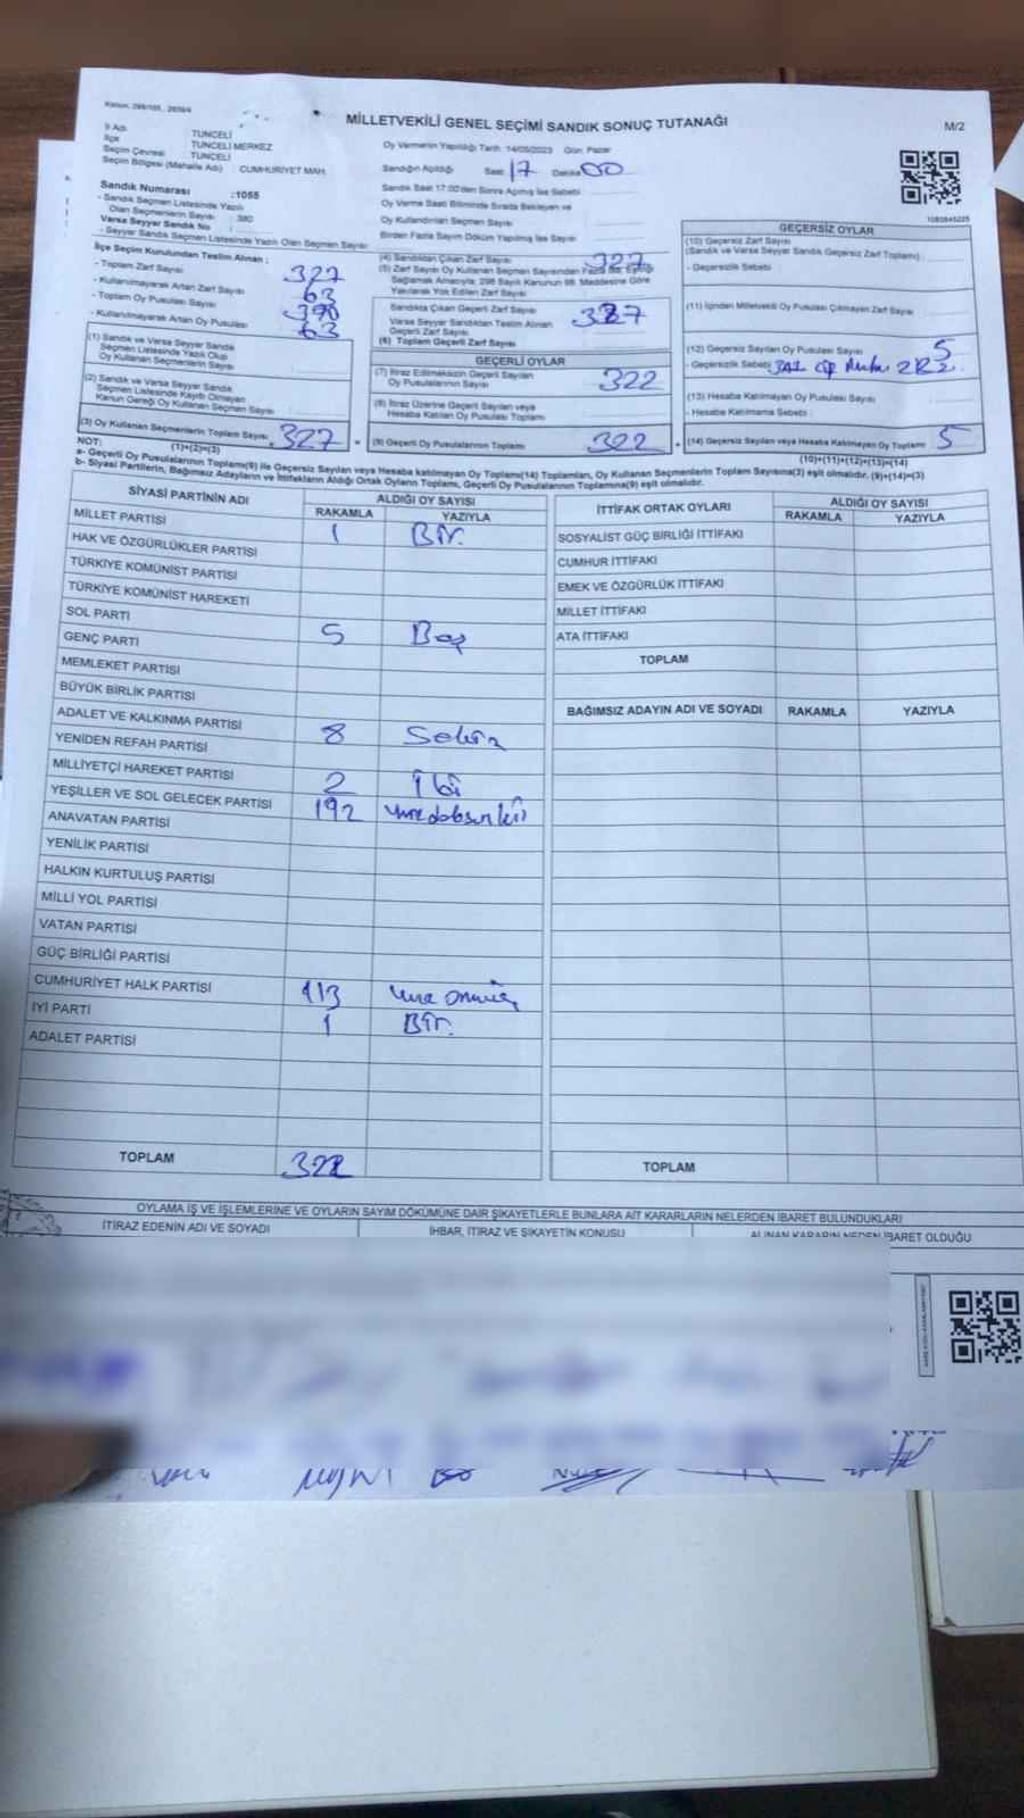 MİLLETVEKİLİ GENEL SEÇİMİ SANDIK SONUÇ TUTANAĞI
M/2
İl Adı TUNCELİ
İlçe TUNCELİ MERKEZ
Seçim Çevresi TUNCELİ
Seçim Bölgesi (Mahalle Adı) CUMHURİYET MAH.
Oy Vermenin Yapıldığı Tarih: 14/05/2023 Gün: Pazar
Sandığın Açıldığı Saat 17 Dakika 00
Sandık Saat 17:00'den Sonra Açılmış İse Sebebi
Oy Verme Saati Bitiminde Sırada Bekleyen ve
Oy Kullandırılan Seçmen Sayısı
Birden Fazla Sayım Döküm Yapılmış İse Sayısı
Sandık Numarası :1055
- Sandık Seçmen Listesinde Yazılı
Olan Seçmenlerin Sayısı
Varsa Seyyar Sandık No
- Seyyar Sandık Seçmen Listesinde Yazılı Olan Seçmen Sayısı
İlçe Seçim Kurulundan Teslim Alınan :
- Toplam Zarf Sayısı 327
- Kullanılmayarak Artan Zarf Sayısı 63
- Toplam Oy Pusulası Sayısı 390
- Kullanılmayarak Artan Oy Pusulası 63
(1) Sandık ve Varsa Seyyar Sandık
Seçmen Listesinde Yazılı Olup
Oy Kullanan Seçmenlerin Sayısı
(2) Sandık ve Varsa Seyyar Sandık
Seçmen Listesinde Kayıtlı Olmayan
Kanun Gereği Oy Kullanan Seçmen Sayısı
(3) Oy Kullanan Seçmenlerin Toplam Sayısı 327
(1)+(2)=(3)
(4) Sandıktan Çıkan Zarf Sayısı 327
(5) Zarf Sayısı Oy Kullanan Seçmen Sayısından Fazla İse, Eşitliği
Sağlamak Amacıyla; 298 Sayılı Kanunun 98. Maddesine Göre
Yakılarak Yok Edilen Zarf Sayısı
Sandıkta Çıkan Geçerli Zarf Sayısı 327
Varsa Seyyar Sandıktan Teslim Alınan
Geçerli Zarf Sayısı
(6) Toplam Geçerli Zarf Sayısı
GEÇERLİ OYLAR
(7) İtiraz Edilmeksizin Geçerli Sayılan
Oy Pusulalarının Sayısı 322
(8) İtiraz Üzerine Geçerli Sayılan veya
Hesaba Katılan Oy Pusulası Toplamı
(9) Geçerli Oy Pusulalarının Toplamı 322
GEÇERSİZ OYLAR
(10) Geçersiz Zarf Sayısı
(Sandık ve Varsa Seyyar Sandık Geçersiz Zarf Toplamı)
- Geçersizlik Sebebi
(11) İçinden Milletvekili Oy Pusulası Çıkmayan Zarf Sayısı
(12) Geçersiz Sayılan Oy Pusulası Sayısı 5
- Geçersizlik Sebebi
(13) Hesaba Katılmayan Oy Pusulası Sayısı
- Hesaba Katılmama Sebebi
(14) Geçersiz Sayılan veya Hesaba Katılmayan Oy Toplamı 5
(10)+(11)+(12)+(13)=(14)
NOT:
a- Geçerli Oy Pusulalarının Toplamı(9) ile Geçersiz Sayılan veya Hesaba katılmayan Oy Toplamı(14) Toplamları, Oy Kullanan Seçmenlerin Toplam Sayısına(3) eşit olmalıdır. (9)+(14)=(3)
b- Siyasi Partilerin, Bağımsız Adayların ve İttifakların Aldığı Ortak Oyların Toplamı, Geçerli Oy Pusulalarının Toplamına(9) eşit olmalıdır.
SİYASİ PARTİNİN ADI ALDIĞI OY SAYISI
RAKAMLA YAZIYLA
MİLLET PARTİSİ 1 Bir.
HAK VE ÖZGÜRLÜKLER PARTİSİ
TÜRKİYE KOMÜNİST PARTİSİ
TÜRKİYE KOMÜNİST HAREKETİ
SOL PARTİ 5 Beş
GENÇ PARTİ
MEMLEKET PARTİSİ
BÜYÜK BİRLİK PARTİSİ
ADALET VE KALKINMA PARTİSİ 8 Sekiz
YENİDEN REFAH PARTİSİ
MİLLİYETÇİ HAREKET PARTİSİ 2 İki
YEŞİLLER VE SOL GELECEK PARTİSİ 192 yüzdoksan iki
ANAVATAN PARTİSİ
YENİLİK PARTİSİ
HALKIN KURTULUŞ PARTİSİ
MİLLİ YOL PARTİSİ
VATAN PARTİSİ
GÜÇ BİRLİĞİ PARTİSİ
CUMHURİYET HALK PARTİSİ 113 yüz onüç
İYİ PARTİ 1 Bir.
ADALET PARTİSİ
TOPLAM 322
İTTİFAK ORTAK OYLARI ALDIĞI OY SAYISI
RAKAMLA YAZIYLA
SOSYALİST GÜÇ BİRLİĞİ İTTİFAKI
CUMHUR İTTİFAKI
EMEK VE ÖZGÜRLÜK İTTİFAKI
MİLLET İTTİFAKI
ATA İTTİFAKI
TOPLAM
BAĞIMSIZ ADAYIN ADI VE SOYADI RAKAMLA YAZIYLA
TOPLAM
OYLAMA İŞ VE İŞLEMLERİNE VE OYLARIN SAYIM DÖKÜMÜNE DAİR ŞİKAYETLERLE BUNLARA AİT KARARLARIN NELERDEN İBARET BULUNDUKLARI
İTİRAZ EDENİN ADI VE SOYADI İHBAR, İTİRAZ VE ŞİKAYETİN KONUSU ALINAN KARARIN NEDEN İBARET OLDUĞU